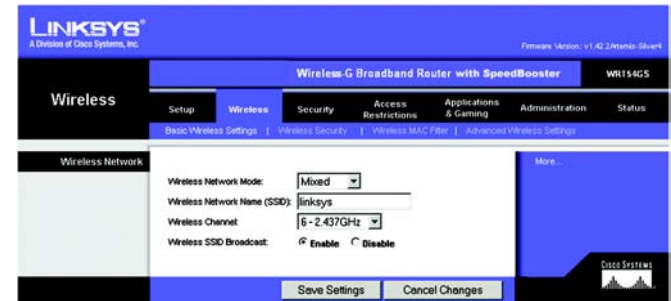 LINKSYS®
A Division of Cisco Systems, Inc.
Firmware Version: v1.42.2
Wireless-G Broadband Router with SpeedBooster WRT54GS
Wireless
Setup Wireless Security Access Restrictions Applications & Gaming Administration Status
Basic Wireless Settings | Wireless Security | Wireless MAC Filter | Advanced Wireless Settings
Wireless Network
More...
Wireless Network Mode: Mixed
Wireless Network Name (SSID): linksys
Wireless Channel: 6 - 2.437GHz
Wireless SSID Broadcast: Enable Disable
CISCO SYSTEMS
Save Settings Cancel Changes